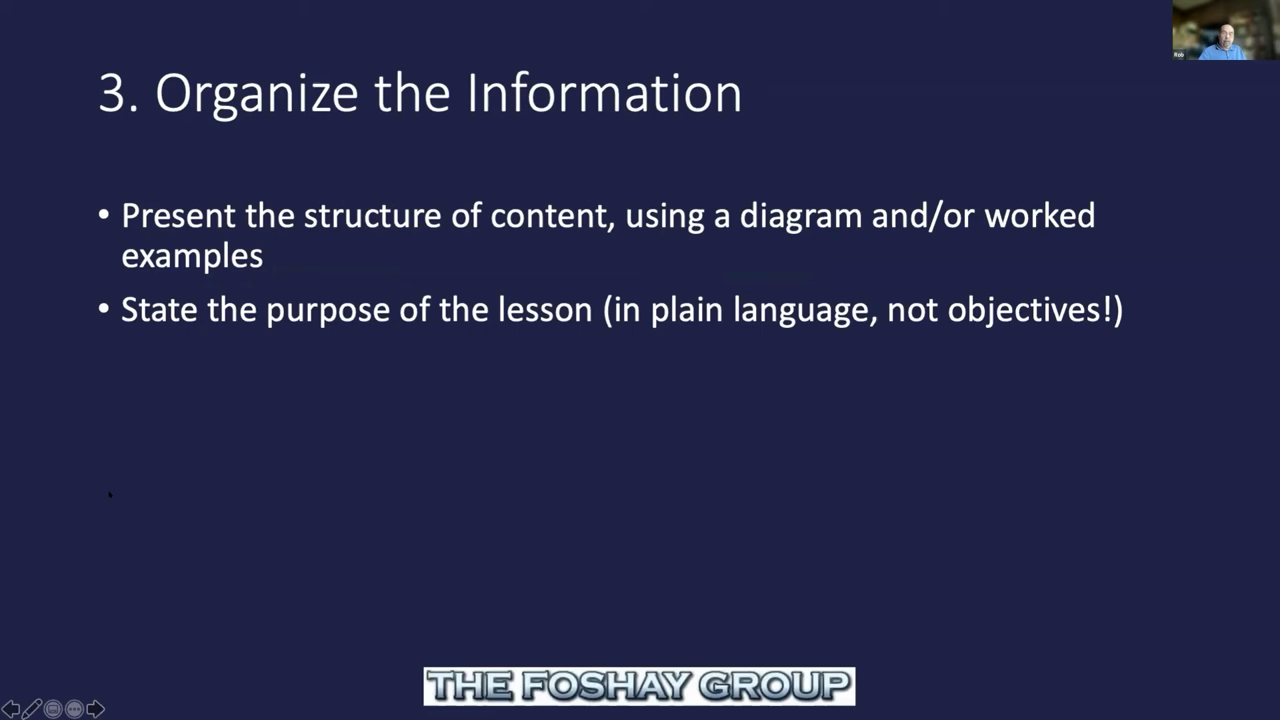 Rob
3. Organize the Information
• Present the structure of content, using a diagram and/or worked
examples
• State the purpose of the lesson (in plain language, not objectives!)
THE FOSHAY GROUP